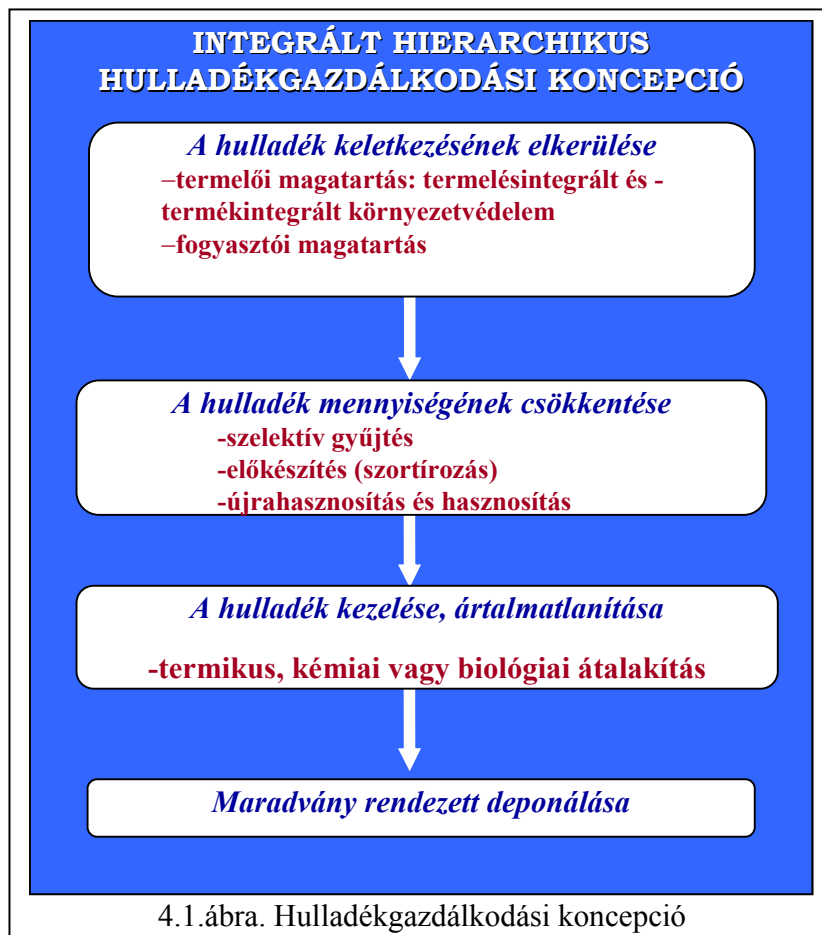 INTEGRÁLT HIERARCHIKUS
HULLADÉKGAZDÁLKODÁSI KONCEPCIÓ
A hulladék keletkezésének elkerülése
–termelői magatartás: termelésintegrált és -
termékintegrált környezetvédelem
–fogyasztói magatartás
A hulladék mennyiségének csökkentése
-szelektív gyűjtés
-előkészítés (szortírozás)
-újrahasznosítás és hasznosítás
A hulladék kezelése, ártalmatlanítása
-termikus, kémiai vagy biológiai átalakítás
Maradvány rendezett deponálása
4.1.ábra. Hulladékgazdálkodási koncepció